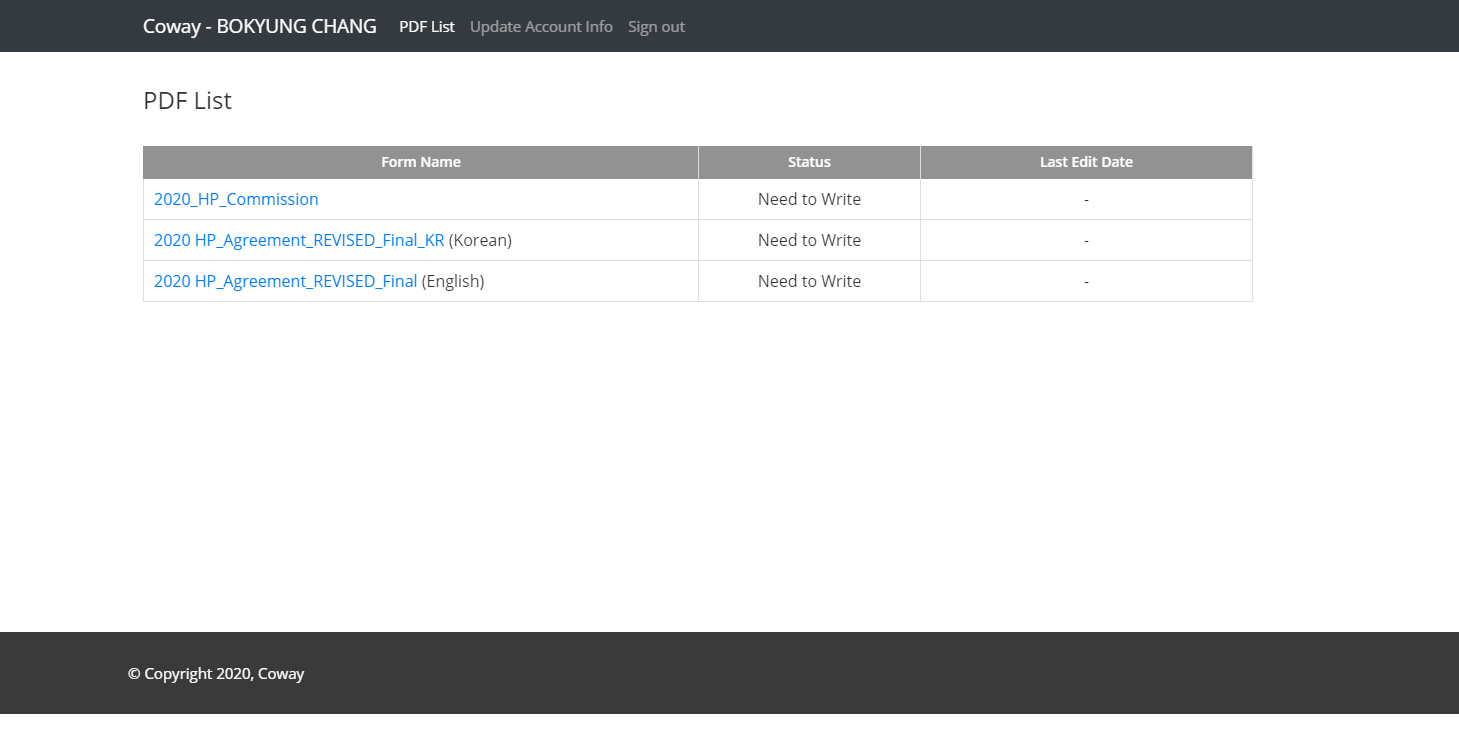 Coway - BOKYUNG CHANG PDF List Update Account Info Sign out
PDF List
Form Name Status Last Edit Date
2020_HP_Commission Need to Write -
2020 HP_Agreement_REVISED_Final_KR (Korean) Need to Write -
2020 HP_Agreement_REVISED_Final (English) Need to Write -
© Copyright 2020, Coway